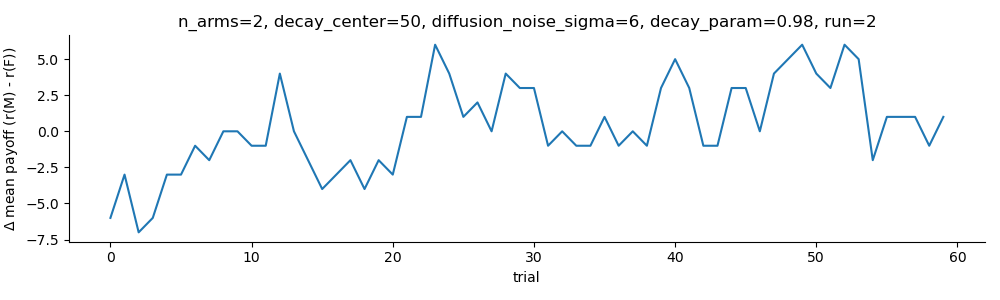 n_arms=2, decay_center=50, diffusion_noise_sigma=6, decay_param=0.98, run=2
Δ mean payoff (r(M) - r(F))
5.0
2.5
0.0
−2.5
−5.0
−7.5
0 10 20 30 40 50 60
trial